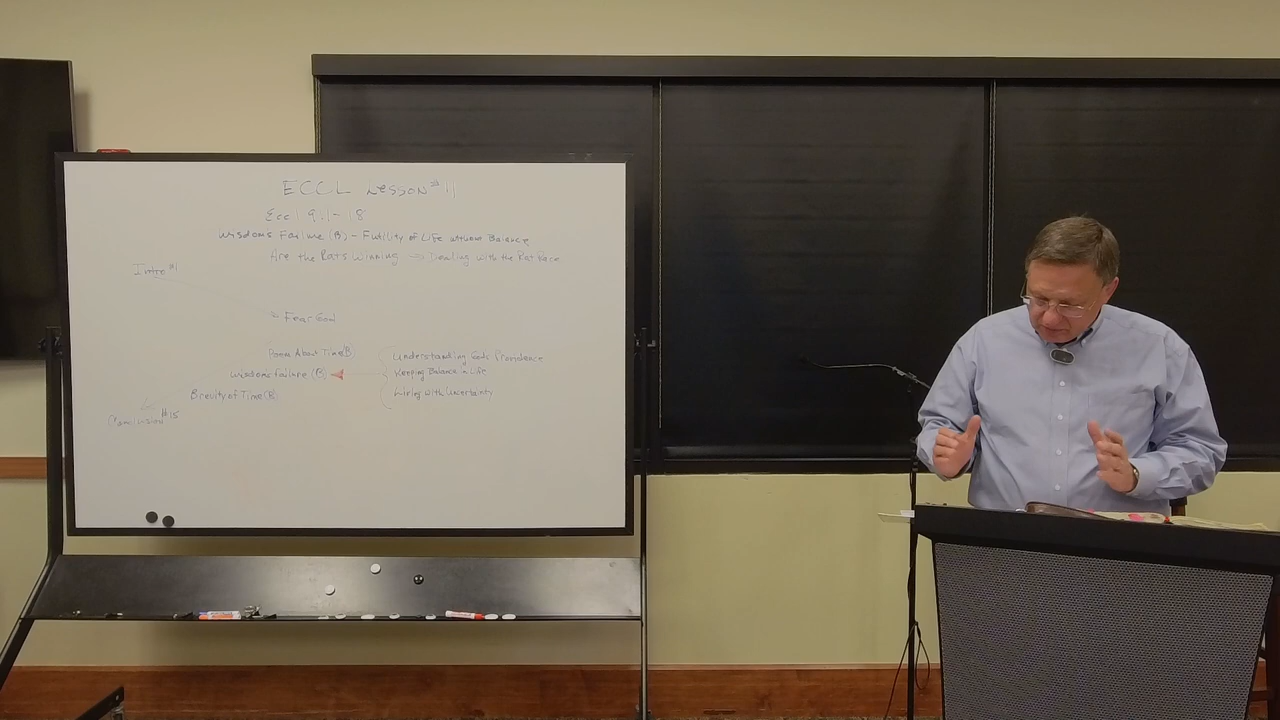 ECCL Lesson #11
Eccl 9:1-18
Wisdoms Failure (B) - Futility of Life without Balance
Are the Rats Winning -> Dealing with the Rat Race
Intro #1
Fear God
Poem About Time (B)
Wisdoms Failure (B)
Brevity of Time (B)
Conclusion #15
Understanding Gods Providence
Keeping Balance in Life
Living with Uncertainty